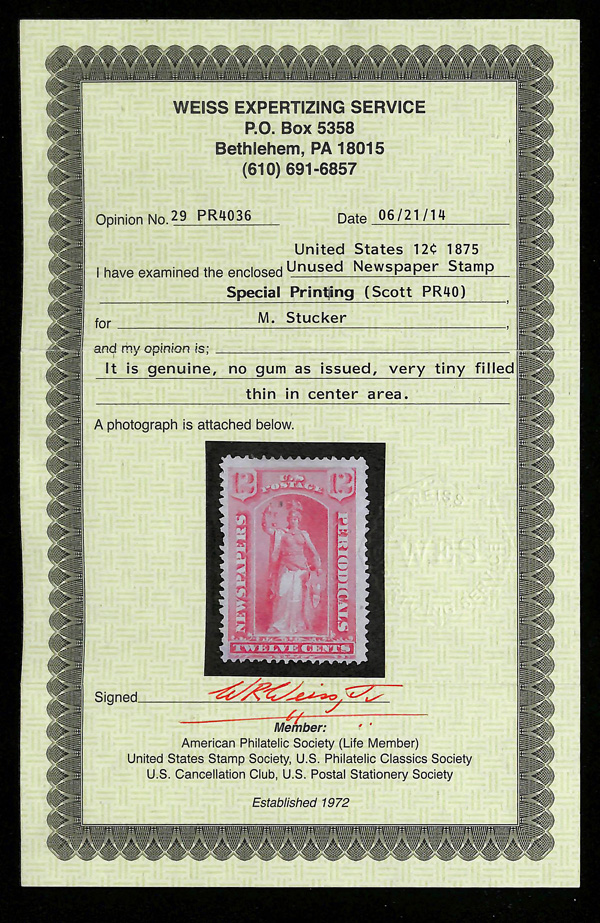 WEISS EXPERTIZING SERVICE
P.O. Box 5358
Bethlehem, PA 18015
(610) 691-6857
Opinion No. 29 PR4036 Date 06/21/14
United States 12¢ 1875
I have examined the enclosed Unused Newspaper Stamp
Special Printing (Scott PR40) ,
for M. Stucker ,
and my opinion is;
It is genuine, no gum as issued, very tiny filled
thin in center area.
A photograph is attached below.
U.S.
12 POSTAGE 12
NEWSPAPERS
PERIODICALS
TWELVE CENTS
WEISS
Signed W R Weiss, Jr
Member:
American Philatelic Society (Life Member)
United States Stamp Society, U.S. Philatelic Classics Society
U.S. Cancellation Club, U.S. Postal Stationery Society
Established 1972